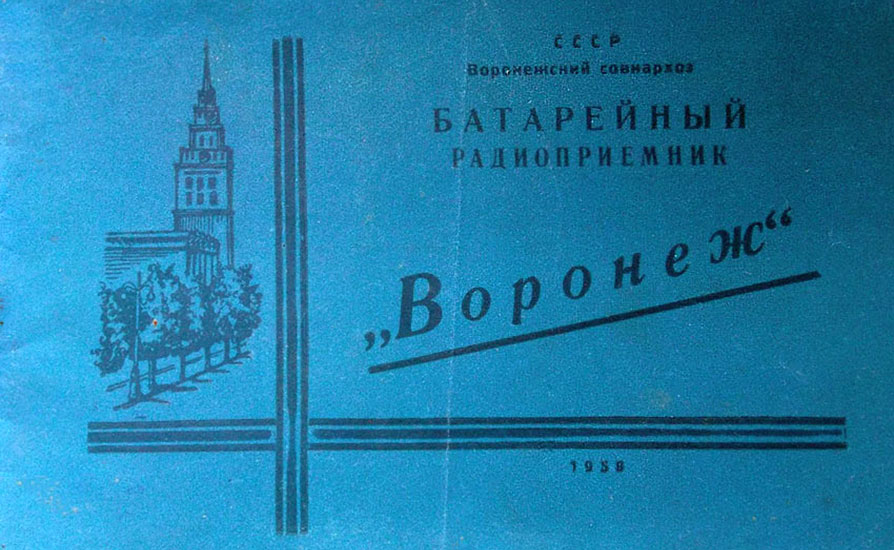 СССР
Воронежский совнархоз
БАТАРЕЙНЫЙ
РАДИОПРИЕМНИК
„Воронеж“
1958